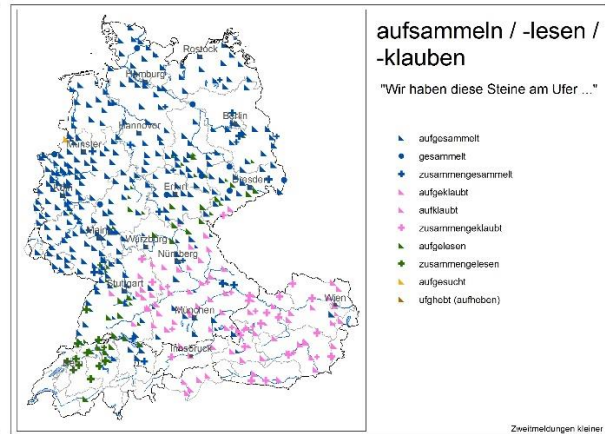 aufsammeln / -lesen /
-klauben
"Wir haben diese Steine am Ufer ..."
aufgesammelt
gesammelt
zusammengesammelt
aufgeklaubt
aufklaubt
zusammengeklaubt
aufgelesen
zusammengelesen
aufgesucht
ufghobt (aufhoben)
Zweitmeldungen kleiner
Rostock
Hamburg
Berlin
Hannover
Münster
Erfurt
Dresden
Mainz
Würzburg
Nürnberg
Stuttgart
Wien
München
Innsbruck